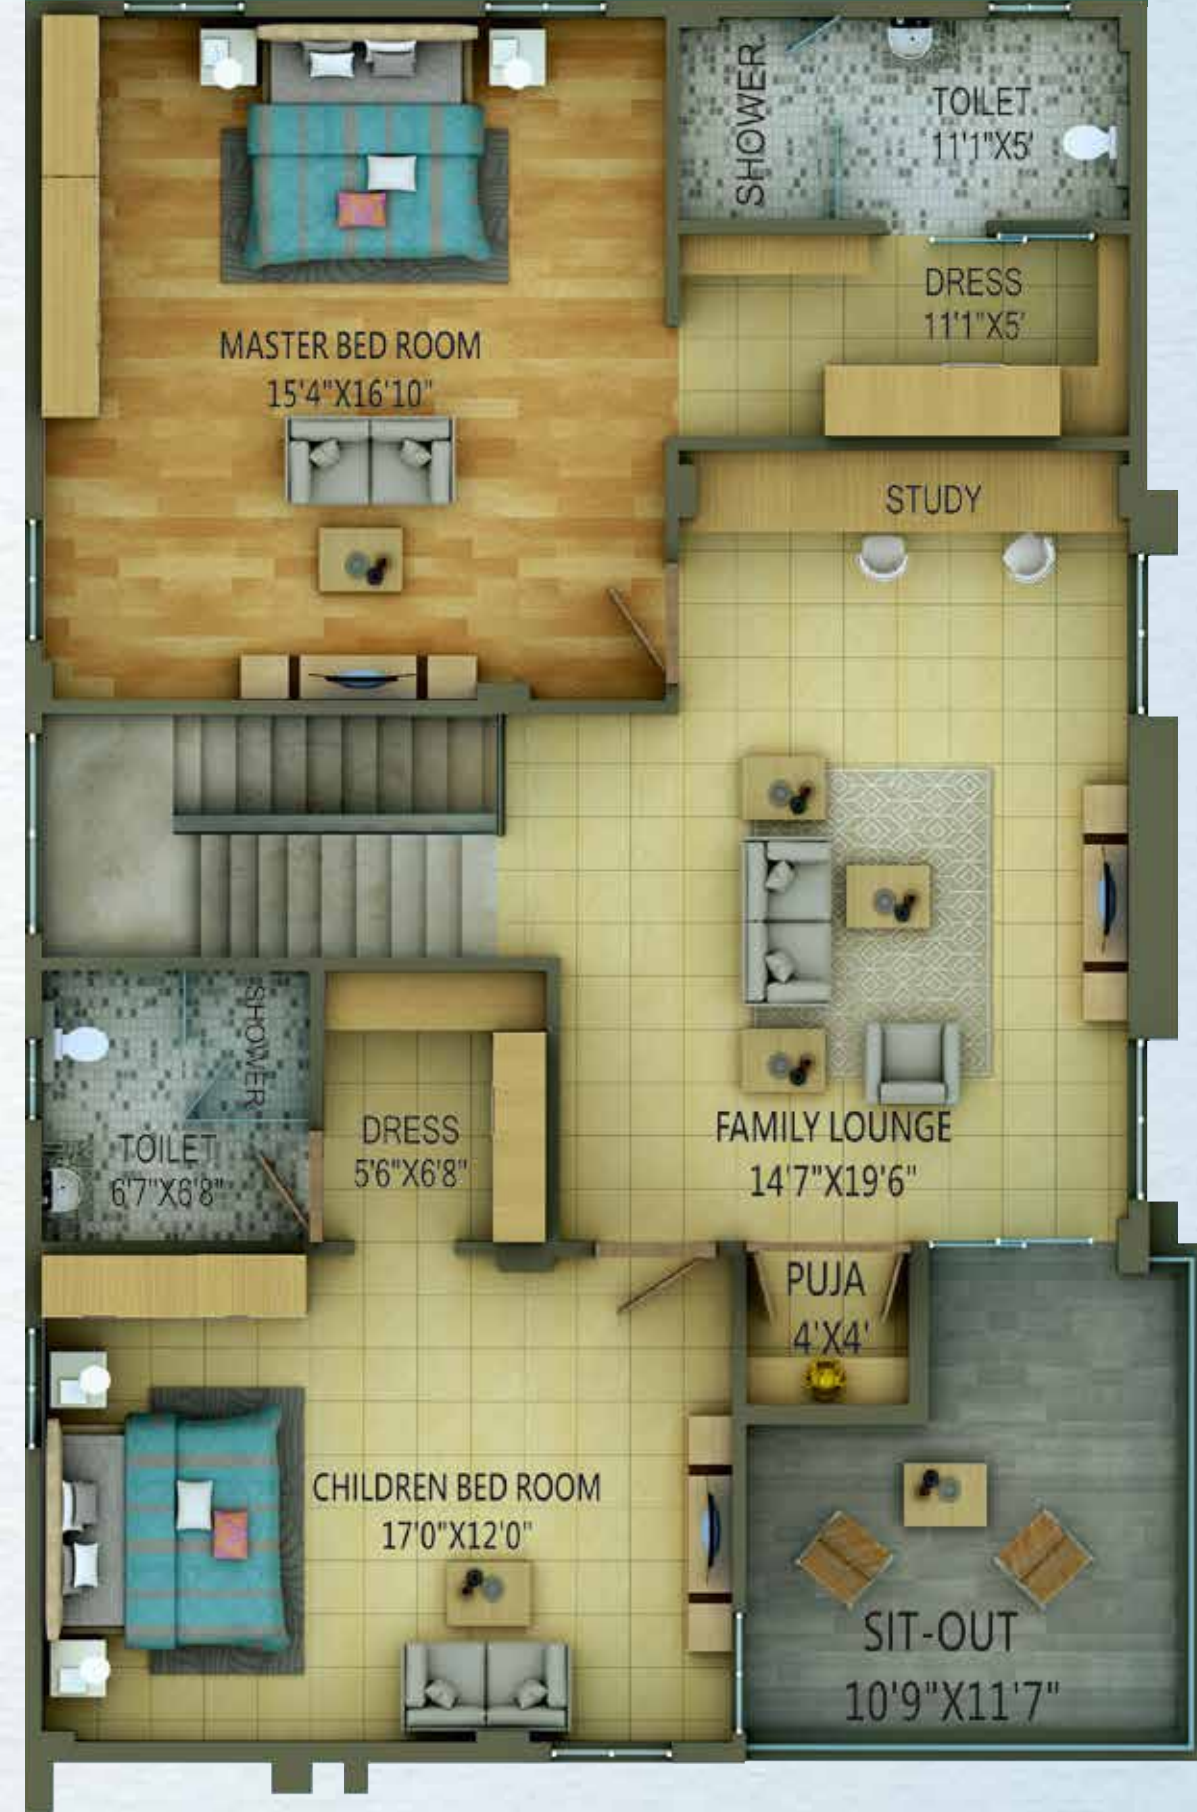 SHOWER
TOILET
11'1"X5'
DRESS
11'1"X5'
MASTER BED ROOM
15'4"X16'10"
STUDY
SHOWER
TOILET
6'7"X6'8"
DRESS
5'6"X6'8"
FAMILY LOUNGE
14'7"X19'6"
PUJA
4'X4'
CHILDREN BED ROOM
17'0"X12'0"
SIT-OUT
10'9"X11'7"